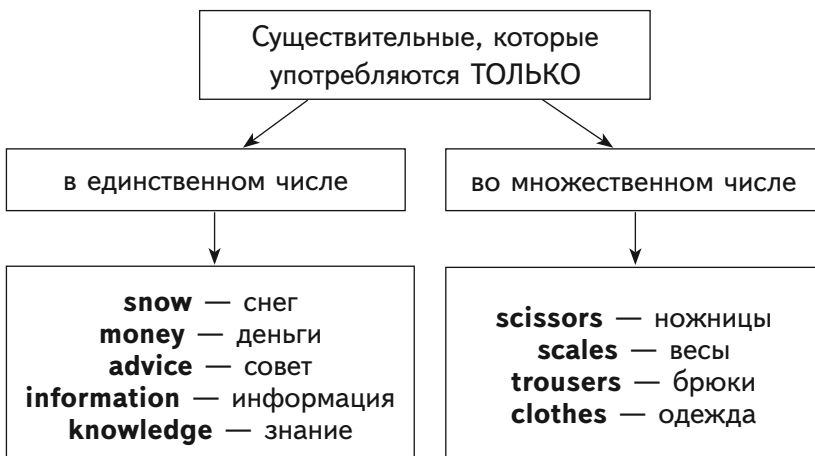 Существительные, которые
употребляются ТОЛЬКО
в единственном числе
во множественном числе
snow — снег
money — деньги
advice — совет
information — информация
knowledge — знание
scissors — ножницы
scales — весы
trousers — брюки
clothes — одежда